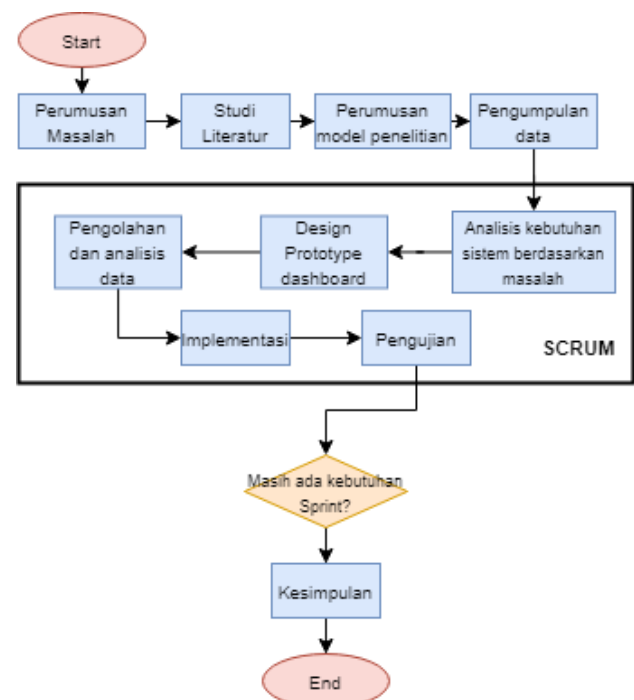 Start
Perumusan
Masalah
Studi
Literatur
Perumusan
model penelitian
Pengumpulan
data
Pengolahan
dan analisis
data
Design
Prototype
dashboard
Analisis kebutuhan
sistem berdasarkan
masalah
Implementasi
Pengujian
SCRUM
Masih ada kebutuhan
Sprint?
Kesimpulan
End